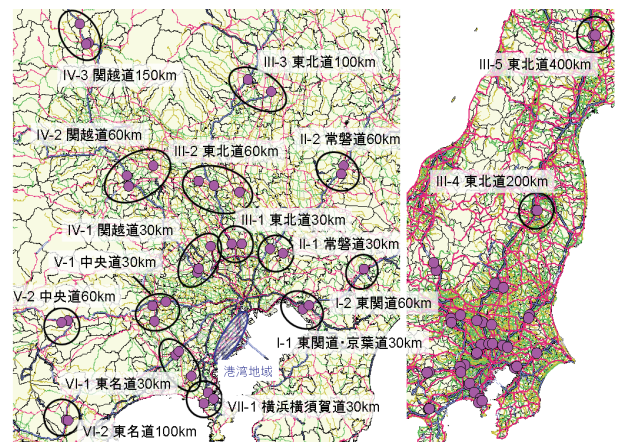 IV-3 関越道150km
III-3 東北道100km
III-5 東北道400km
IV-2 関越道60km
III-2 東北道60km
II-2 常磐道60km
III-4 東北道200km
IV-1 関越道30km
III-1 東北道30km
V-1 中央道30km
II-1 常磐道30km
V-2 中央道60km
I-2 東関道60km
I-1 東関道・京葉道30km
港湾地域
VI-1 東名道30km
VII-1 横浜横須賀道30km
VI-2 東名道100km